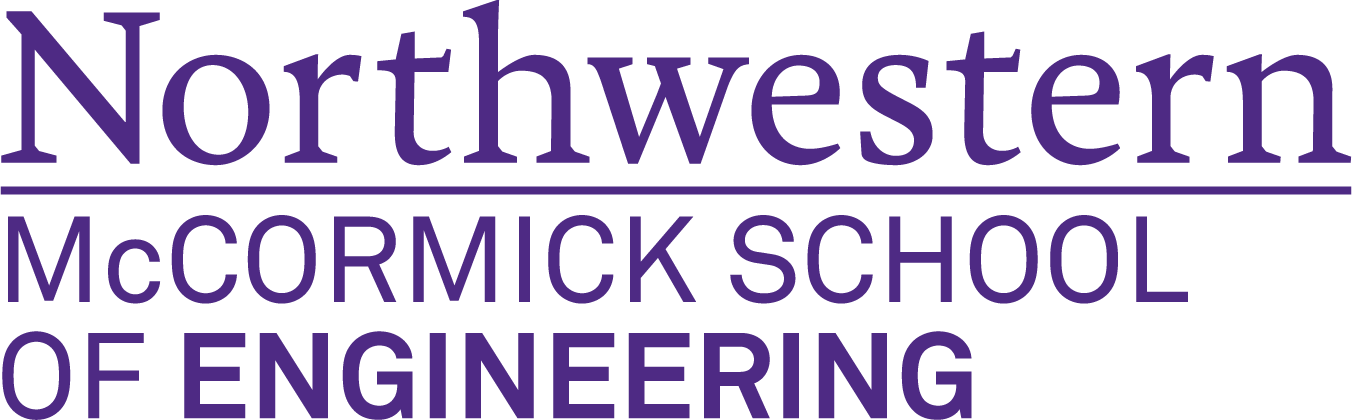 Northwestern
McCORMICK SCHOOL
OF ENGINEERING